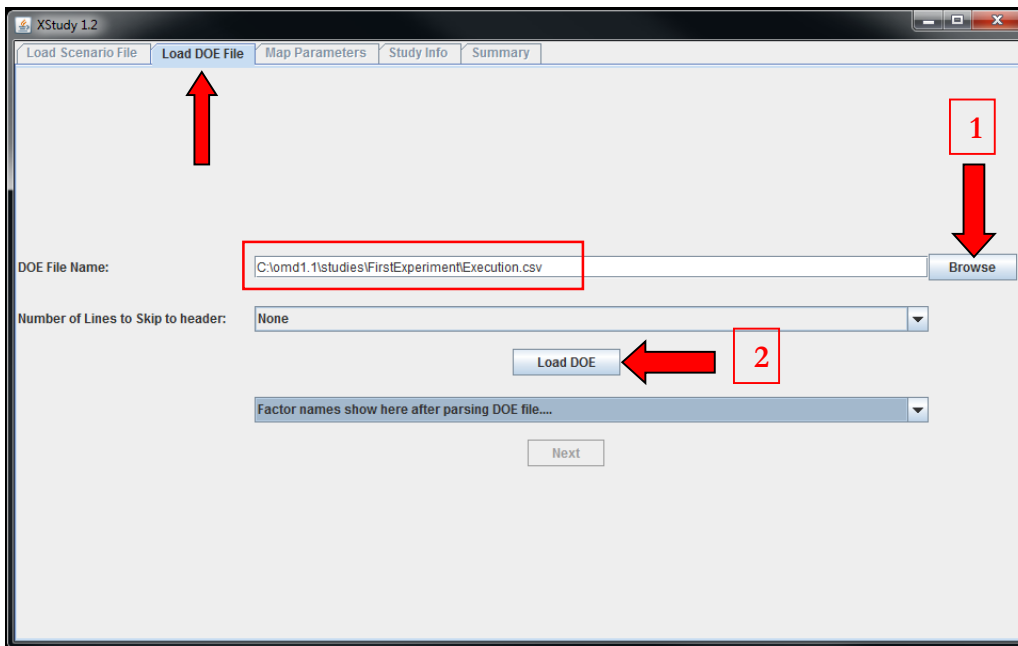 XStudy 1.2
Load Scenario File Load DOE File Map Parameters Study Info Summary
1
DOE File Name: C:\omd1.1\studies\FirstExperiment\Execution.csv Browse
Number of Lines to Skip to header: None
Load DOE 2
Factor names show here after parsing DOE file....
Next